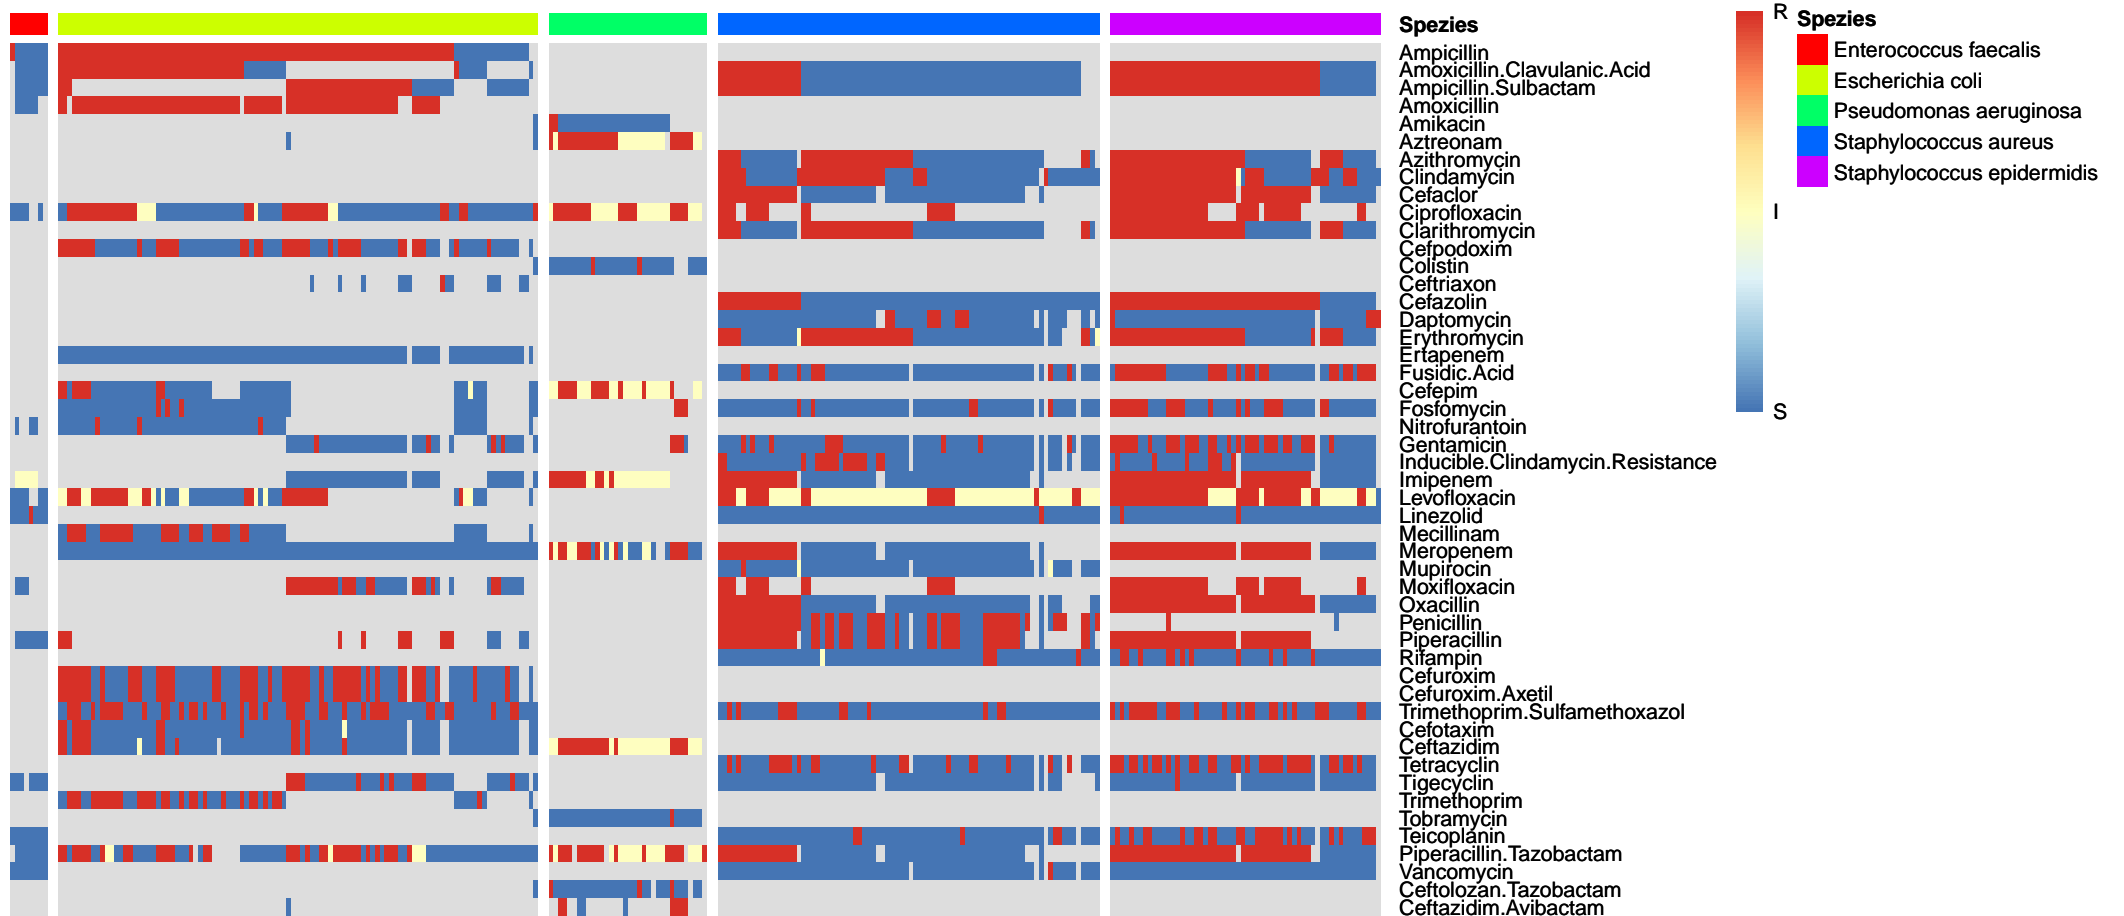 Spezies
Ampicillin
Amoxicillin.Clavulanic.Acid
Ampicillin.Sulbactam
Amoxicillin
Amikacin
Aztreonam
Azithromycin
Clindamycin
Cefaclor
Ciprofloxacin
Clarithromycin
Cefpodoxim
Colistin
Ceftriaxon
Cefazolin
Daptomycin
Erythromycin
Ertapenem
Fusidic.Acid
Cefepim
Fosfomycin
Nitrofurantoin
Gentamicin
Inducible.Clindamycin.Resistance
Imipenem
Levofloxacin
Linezolid
Mecillinam
Meropenem
Mupirocin
Moxifloxacin
Oxacillin
Penicillin
Piperacillin
Rifampin
Cefuroxim
Cefuroxim.Axetil
Trimethoprim.Sulfamethoxazol
Cefotaxim
Ceftazidim
Tetracyclin
Tigecyclin
Trimethoprim
Tobramycin
Teicoplanin
Piperacillin.Tazobactam
Vancomycin
Ceftolozan.Tazobactam
Ceftazidim.Avibactam
R
I
S
Spezies
Enterococcus faecalis
Escherichia coli
Pseudomonas aeruginosa
Staphylococcus aureus
Staphylococcus epidermidis